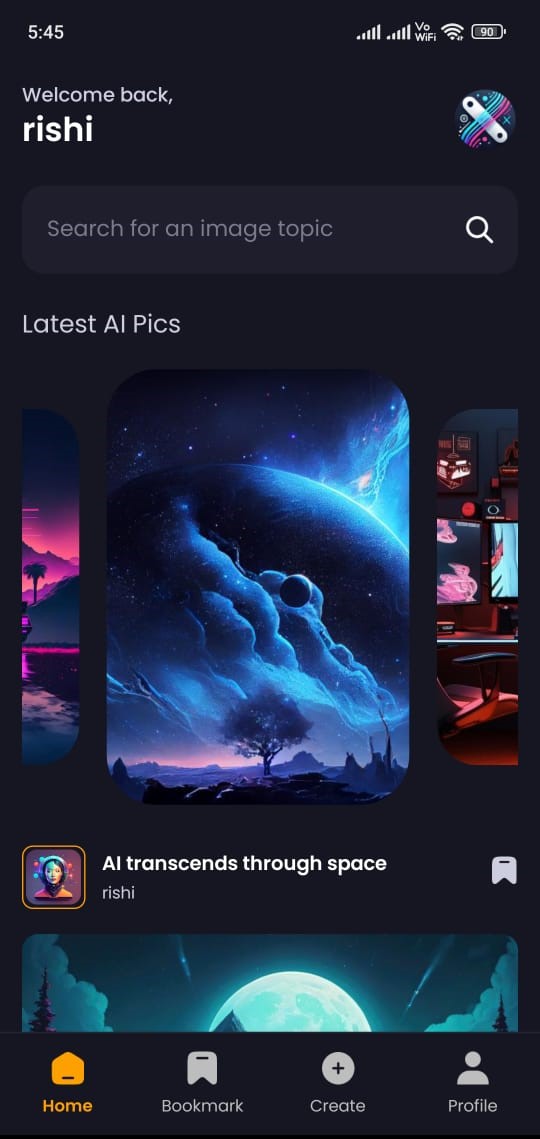 5:45
Vo
WiFi
90
Welcome back,
rishi
Search for an image topic
Latest AI Pics
AI transcends through space
rishi
Home
Bookmark
Create
Profile